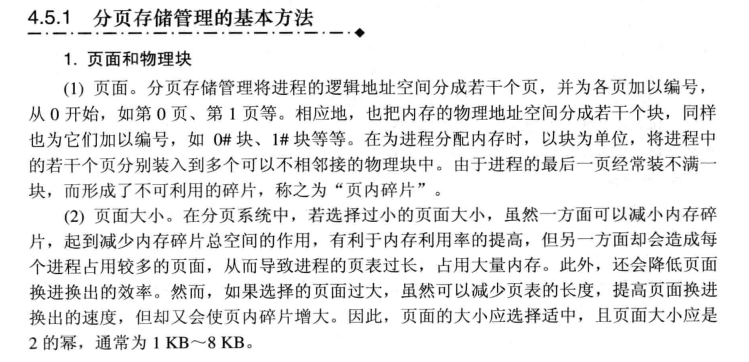 4.5.1 分页存储管理的基本方法
1. 页面和物理块
(1) 页面。分页存储管理将进程的逻辑地址空间分成若干个页，并为各页加以编号，
从 0 开始，如第 0 页、第 1 页等。相应地，也把内存的物理地址空间分成若干个块，同样
也为它们加以编号，如 0# 块、1# 块等等。在为进程分配内存时，以块为单位，将进程中
的若干个页分别装入到多个可以不相邻接的物理块中。由于进程的最后一页经常装不满一
块，而形成了不可利用的碎片，称之为“页内碎片”。
(2) 页面大小。在分页系统中，若选择过小的页面大小，虽然一方面可以减小内存碎
片，起到减少内存碎片总空间的作用，有利于内存利用率的提高，但另一方面却会造成每
个进程占用较多的页面，从而导致进程的页表过长，占用大量内存。此外，还会降低页面
换进换出的效率。然而，如果选择的页面过大，虽然可以减少页表的长度，提高页面换进
换出的速度，但却又会使页内碎片增大。因此，页面的大小应选择适中，且页面大小应是
2 的幂，通常为 1 KB～8 KB。